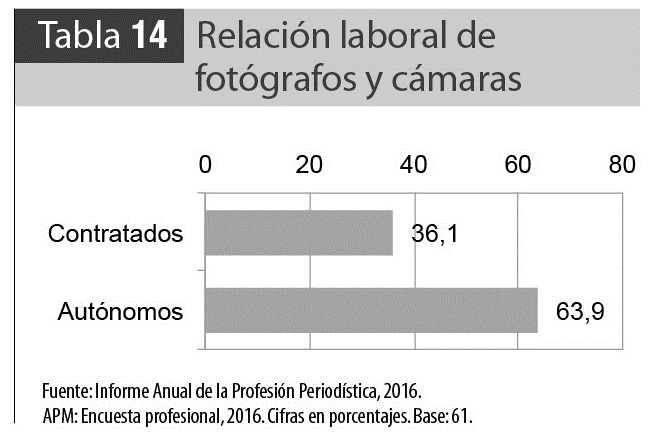 Tabla 14
Relación laboral de
fotógrafos y cámaras
0 20 40 60 80
Contratados 36,1
Autónomos 63,9
Fuente: Informe Anual de la Profesión Periodística, 2016.
APM: Encuesta profesional, 2016. Cifras en porcentajes. Base: 61.